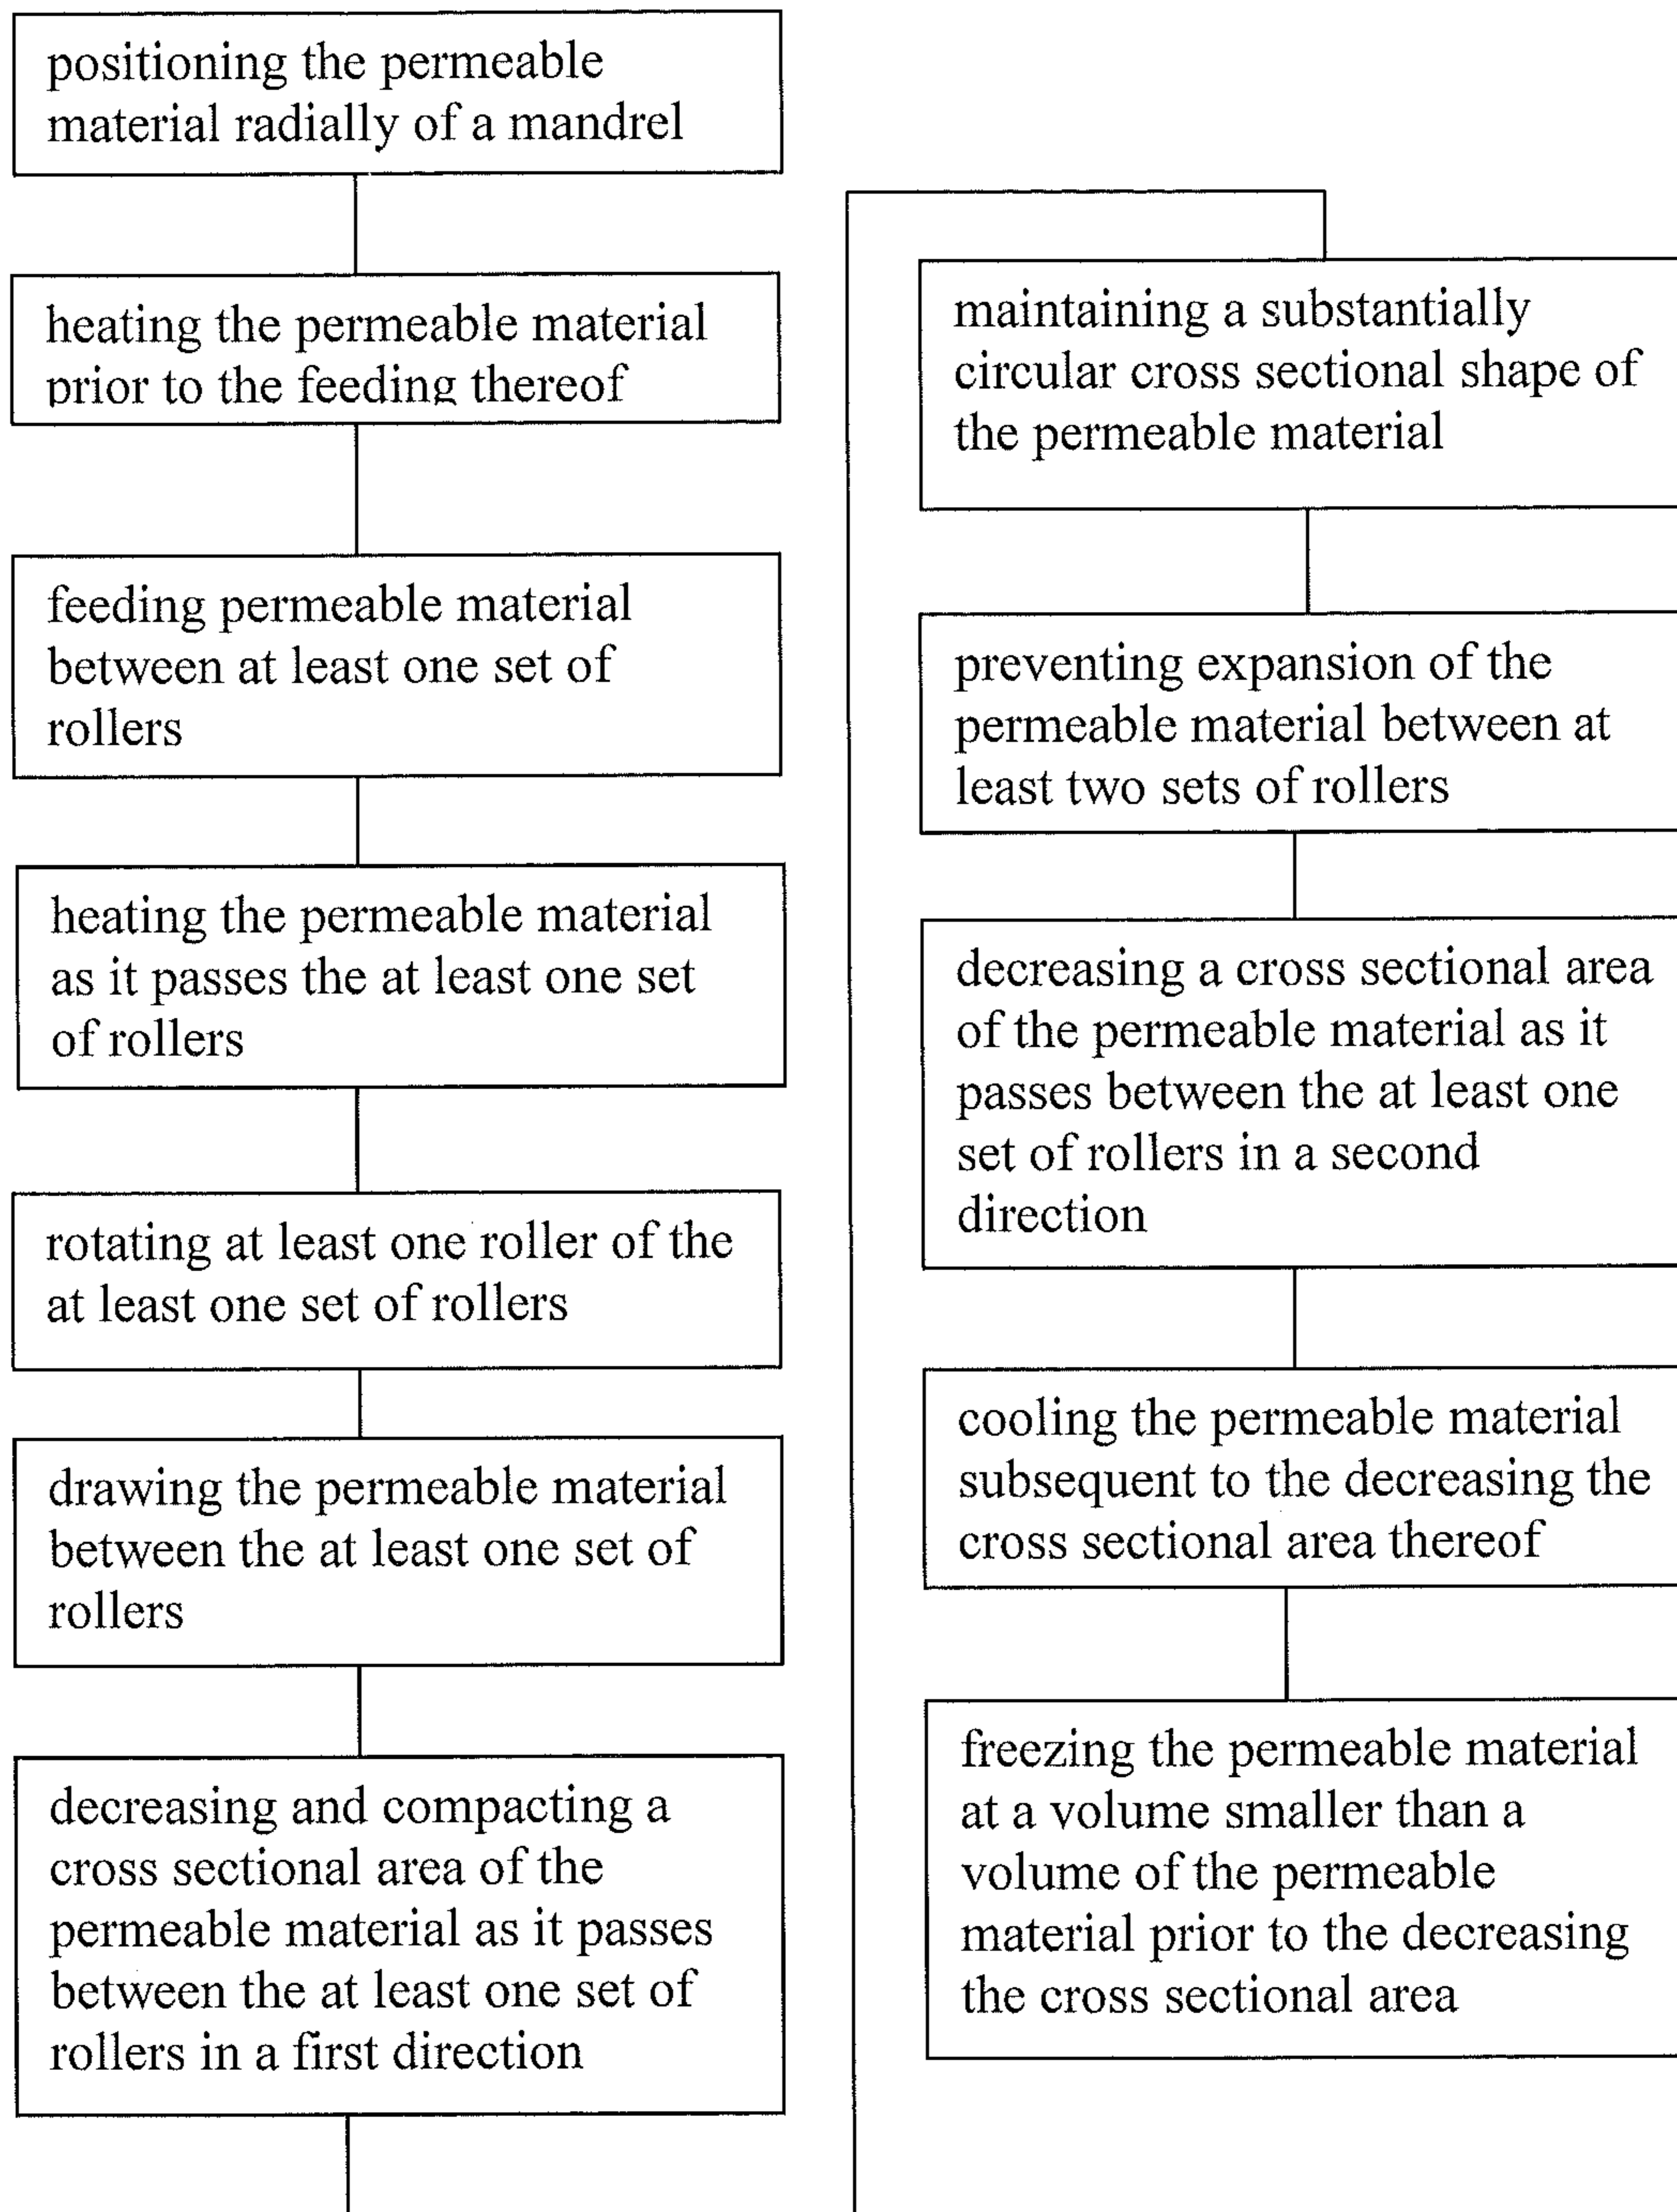 positioning the permeable
material radially of a mandrel
heating the permeable material
prior to the feeding thereof
feeding permeable material
between at least one set of
rollers
heating the permeable material
as it passes the at least one set
of rollers
rotating at least one roller of the
at least one set of rollers
drawing the permeable material
between the at least one set of
rollers
decreasing and compacting a
cross sectional area of the
permeable material as it passes
between the at least one set of
rollers in a first direction
maintaining a substantially
circular cross sectional shape of
the permeable material
preventing expansion of the
permeable material between at
least two sets of rollers
decreasing a cross sectional area
of the permeable material as it
passes between the at least one
set of rollers in a second
direction
cooling the permeable material
subsequent to the decreasing the
cross sectional area thereof
freezing the permeable material
at a volume smaller than a
volume of the permeable
material prior to the decreasing
the cross sectional area